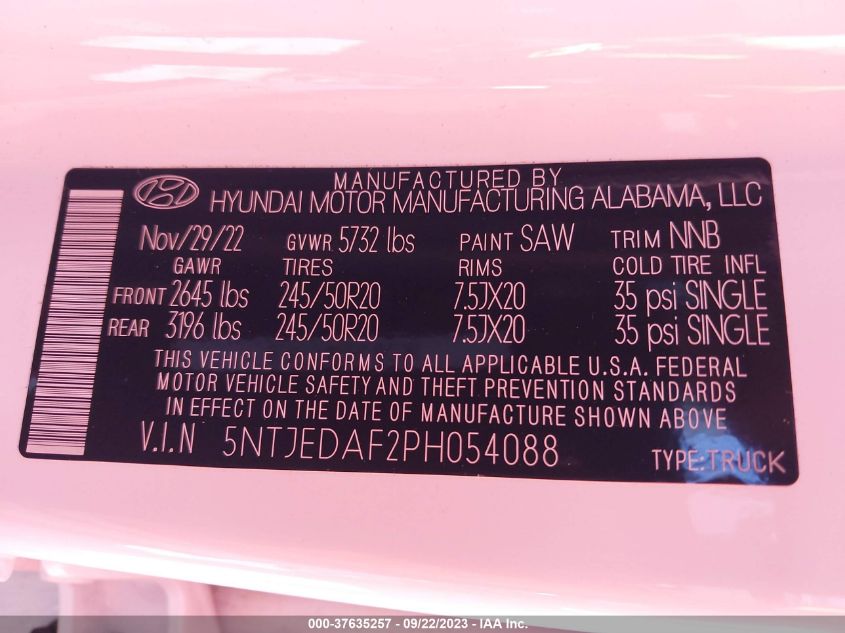 MANUFACTURED BY
HYUNDAI MOTOR MANUFACTURING ALABAMA, LLC
Nov/29/22 GVWR 5732 lbs PAINT SAW TRIM NNB
GAWR TIRES RIMS COLD TIRE INFL
FRONT 2645 lbs 245/50R20 7.5JX20 35 psi SINGLE
REAR 3196 lbs 245/50R20 7.5JX20 35 psi SINGLE
THIS VEHICLE CONFORMS TO ALL APPLICABLE U.S.A. FEDERAL
MOTOR VEHICLE SAFETY AND THEFT PREVENTION STANDARDS
IN EFFECT ON THE DATE OF MANUFACTURE SHOWN ABOVE
V.I.N 5NTJEDAF2PH054088 TYPE:TRUCK
000-37635257 - 09/22/2023 - IAA Inc.